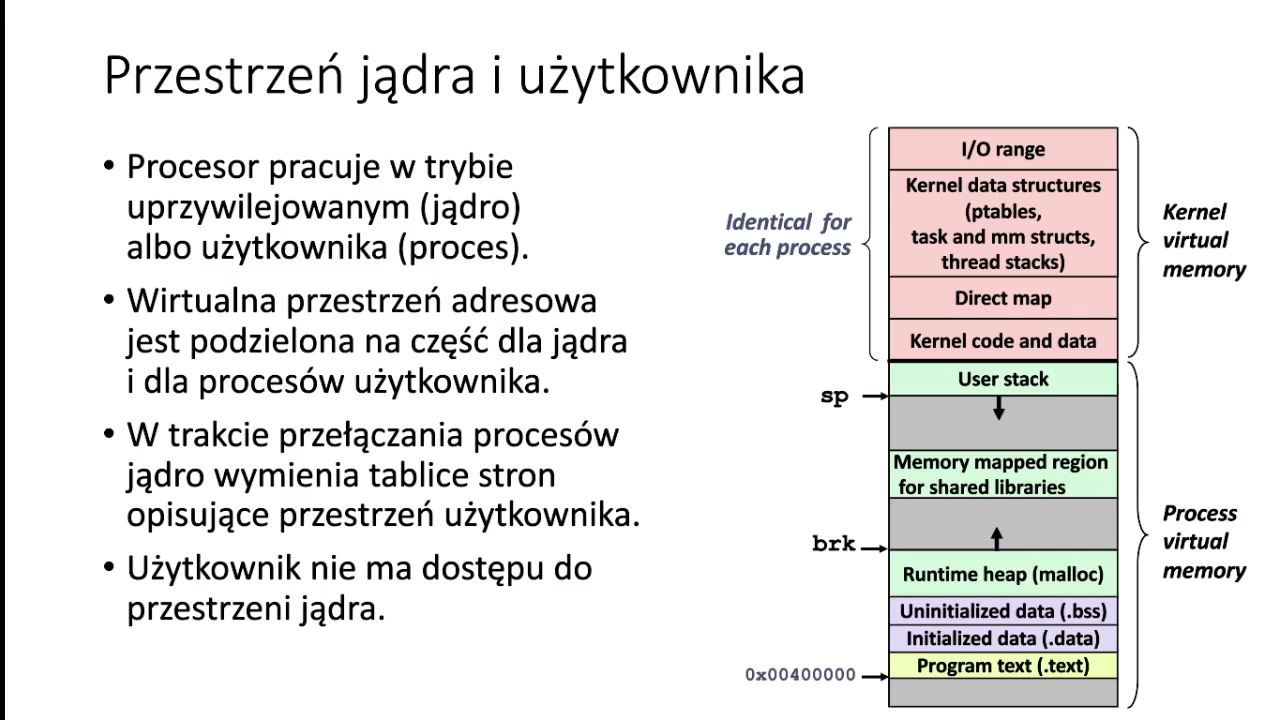 Przestrzeń jądra i użytkownika
• Procesor pracuje w trybie
uprzywilejowanym (jądro)
albo użytkownika (proces).
• Wirtualna przestrzeń adresowa
jest podzielona na część dla jądra
i dla procesów użytkownika.
• W trakcie przełączania procesów
jądro wymienia tablice stron
opisujące przestrzeń użytkownika.
• Użytkownik nie ma dostępu do
przestrzeni jądra.
Identical for
each process
I/O range
Kernel data structures
(ptables,
task and mm structs,
thread stacks)
Direct map
Kernel code and data
Kernel
virtual
memory
User stack
sp
Memory mapped region
for shared libraries
brk
Runtime heap (malloc)
Uninitialized data (.bss)
Initialized data (.data)
Program text (.text)
0x00400000
Process
virtual
memory